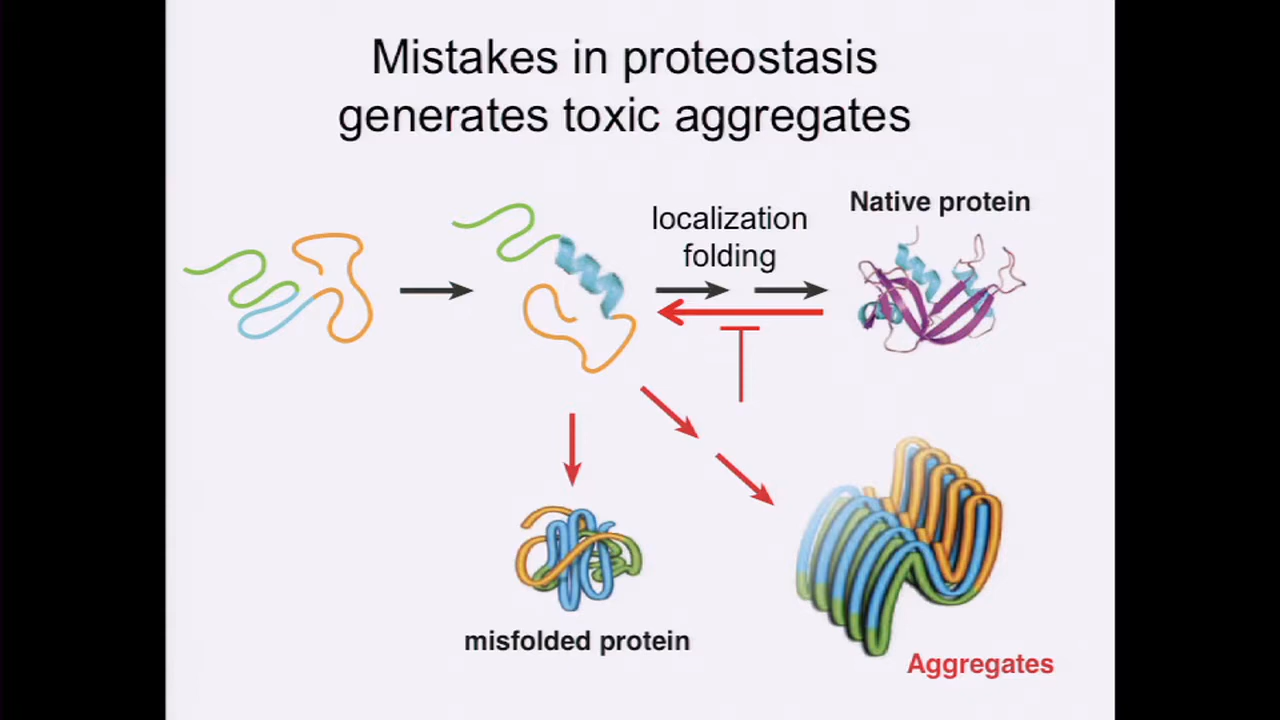 Mistakes in proteostasis
generates toxic aggregates
localization
folding
Native protein
misfolded protein
Aggregates